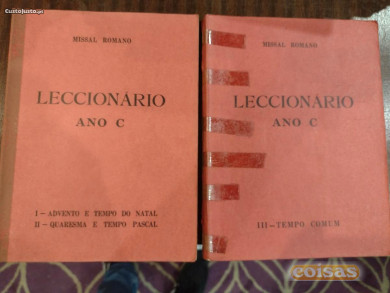 CustoJusto.pt
MISSAL ROMANO
LECCIONÁRIO
ANO C
I — ADVENTO E TEMPO DO NATAL
II — QUARESMA E TEMPO PASCAL
MISSAL ROMANO
LECCIONÁRIO
ANO C
III — TEMPO COMUM
coisas